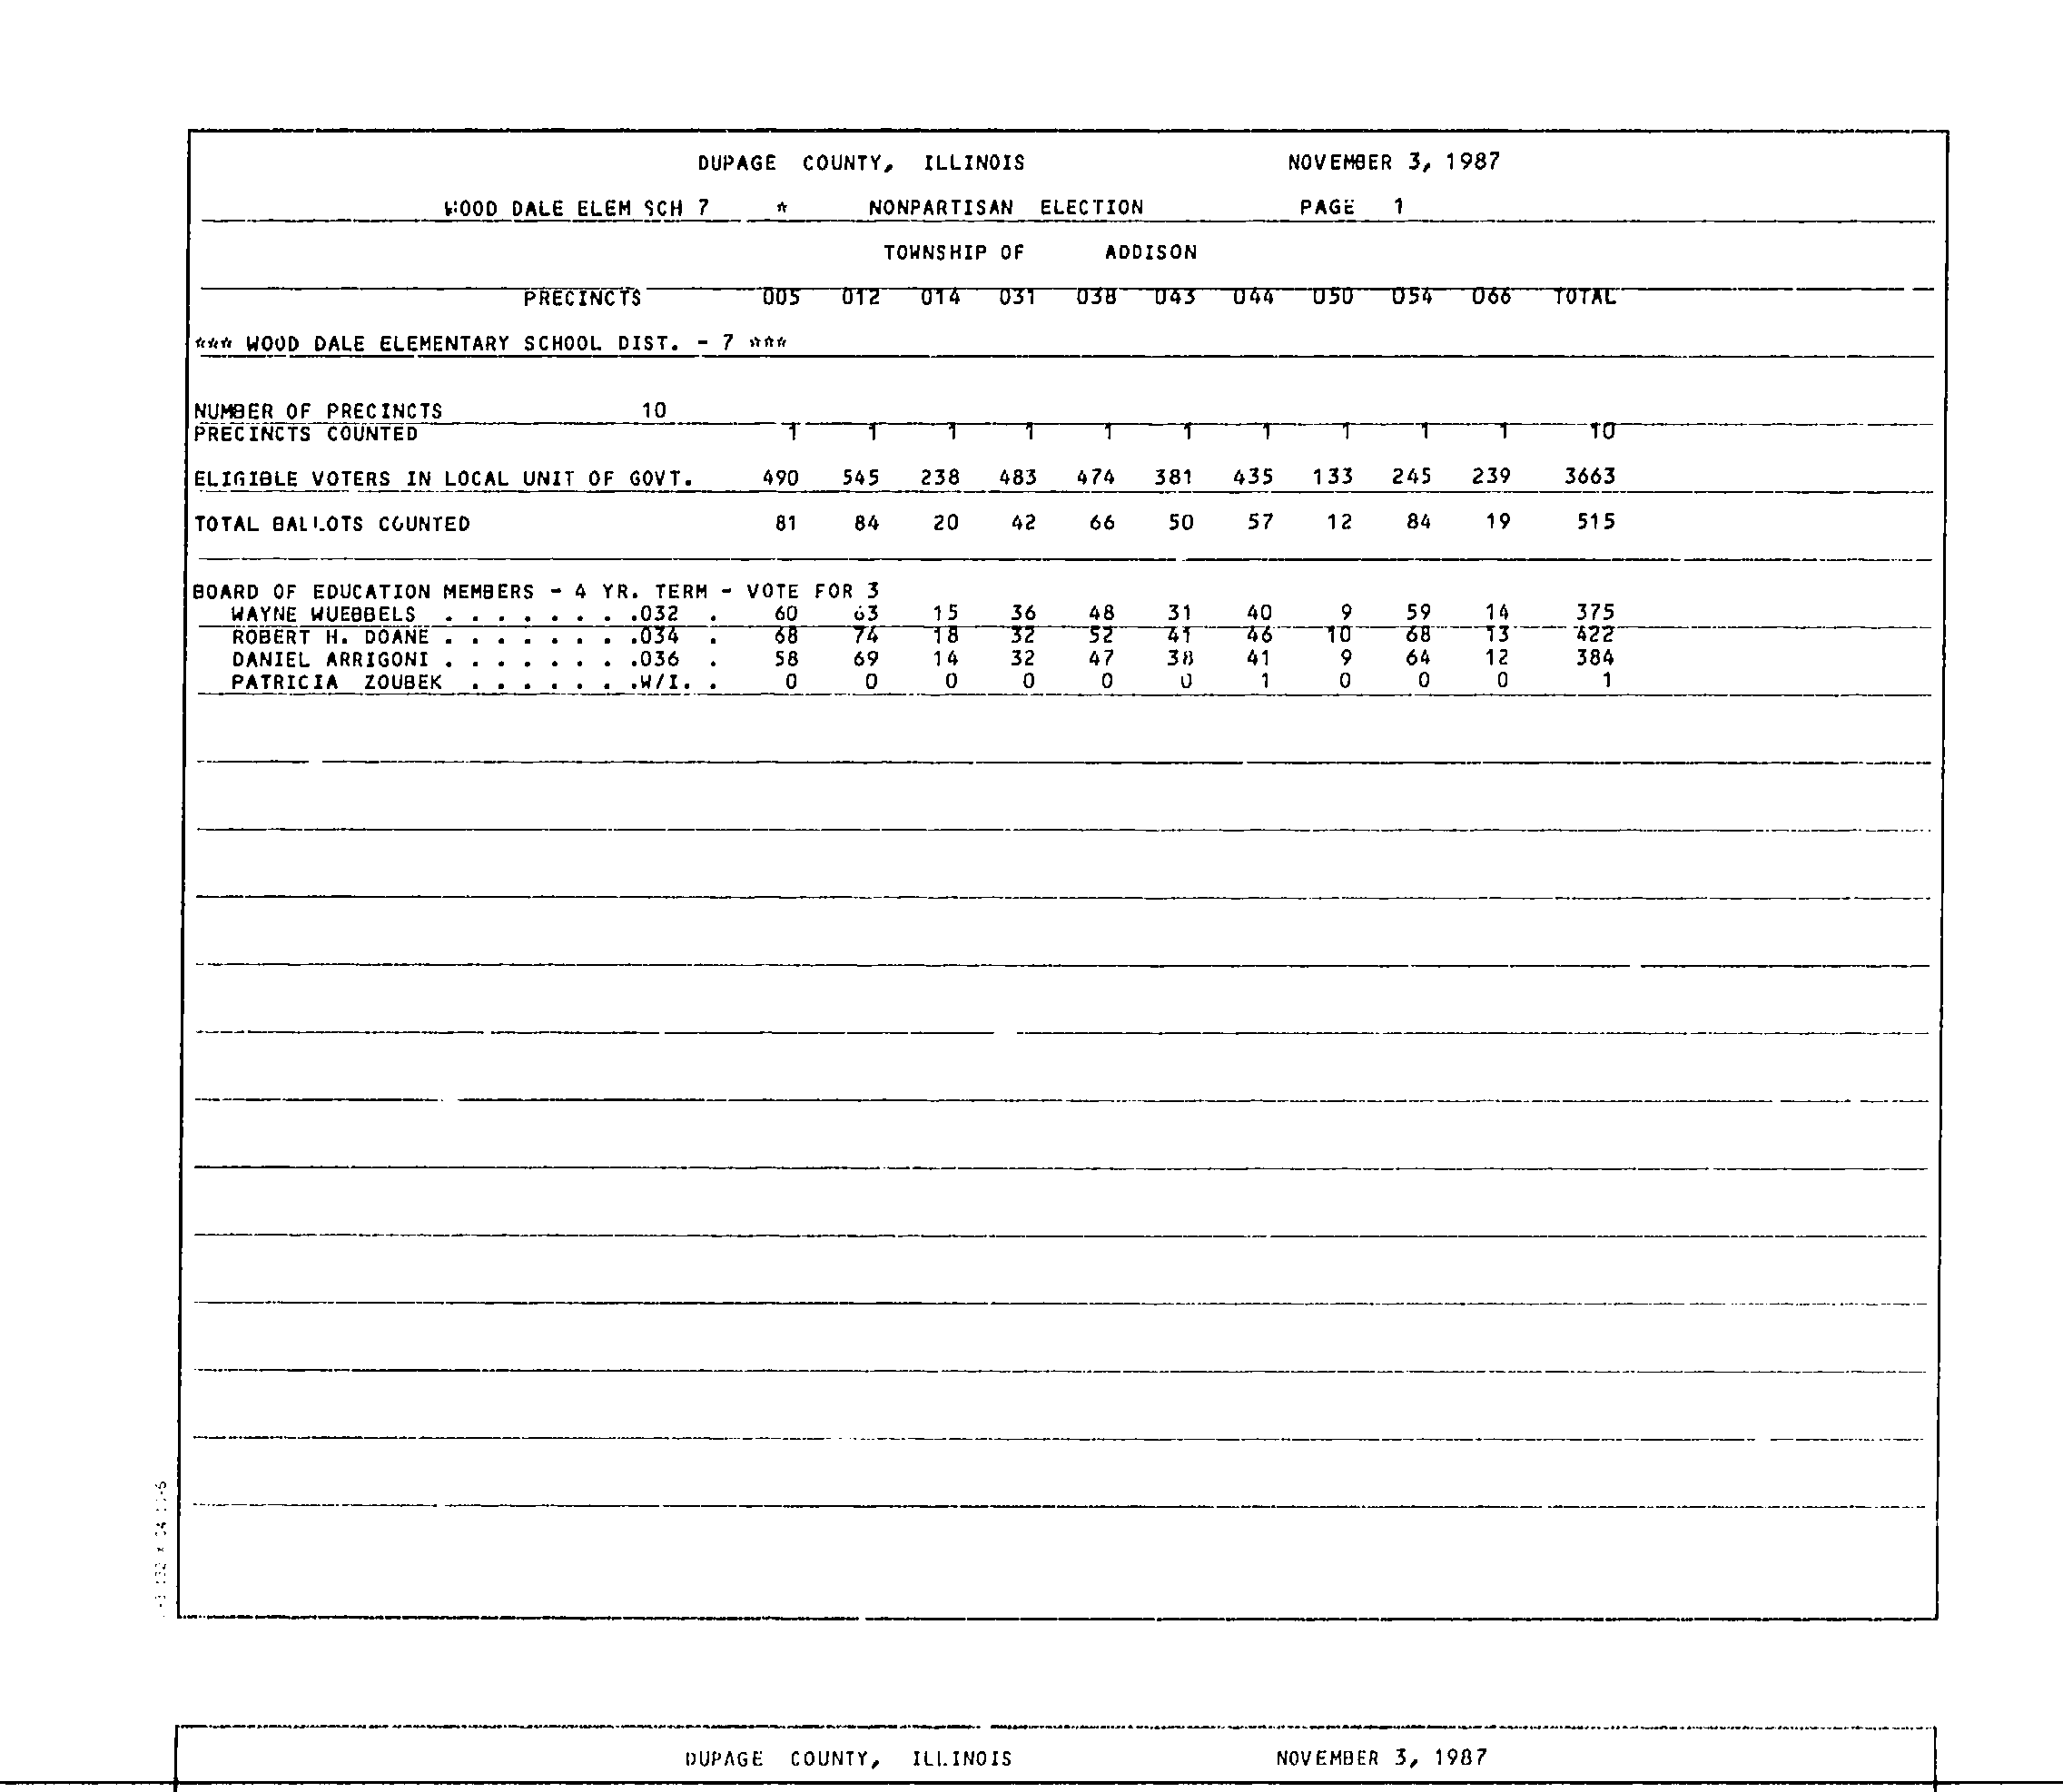 DUPAGE COUNTY, ILLINOIS NOVEMBER 3, 1987
WOOD DALE ELEM SCH 7 * NONPARTISAN ELECTION PAGE 1
TOWNSHIP OF ADDISON
PRECINCTS 005 012 014 031 038 043 044 050 054 066 TOTAL
*** WOOD DALE ELEMENTARY SCHOOL DIST. - 7 ***
NUMBER OF PRECINCTS 10
PRECINCTS COUNTED 1 1 1 1 1 1 1 1 1 1 10
ELIGIBLE VOTERS IN LOCAL UNIT OF GOVT. 490 545 238 483 474 381 435 133 245 239 3663
TOTAL BALLOTS COUNTED 81 84 20 42 66 50 57 12 84 19 515
BOARD OF EDUCATION MEMBERS - 4 YR. TERM - VOTE FOR 3
WAYNE WUEBBELS . . . . . . . .032 . 60 63 15 36 48 31 40 9 59 14 375
ROBERT H. DOANE . . . . . . . .034 . 68 74 18 32 52 41 46 10 68 13 422
DANIEL ARRIGONI . . . . . . . .036 . 58 69 14 32 47 38 41 9 64 12 384
PATRICIA ZOUBEK . . . . . . .W/I. . 0 0 0 0 0 0 1 0 0 0 1
DUPAGE COUNTY, ILLINOIS NOVEMBER 3, 1987